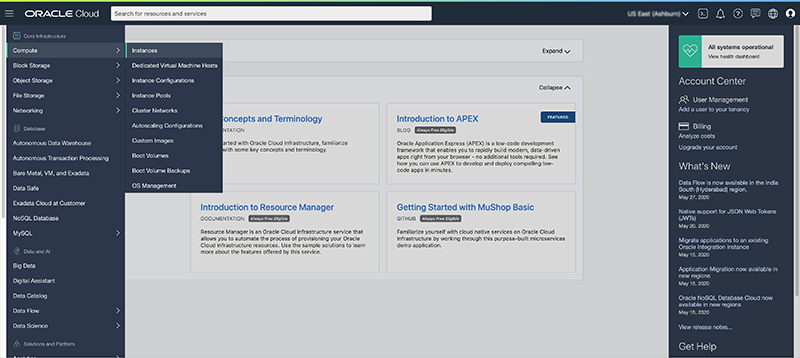 ORACLE Cloud
Search for resources and services
US East (Ashburn)
Core Infrastructure
Compute
Block Storage
Object Storage
File Storage
Networking
Database
Autonomous Data Warehouse
Autonomous Transaction Processing
Bare Metal, VM, and Exadata
Data Safe
Exadata Cloud at Customer
NoSQL Database
MySQL
Data and AI
Big Data
Digital Assistant
Data Catalog
Data Flow
Data Science
Solutions and Platform
Instances
Dedicated Virtual Machine Hosts
Instance Configurations
Instance Pools
Cluster Networks
Autoscaling Configurations
Custom Images
Boot Volumes
Boot Volume Backups
OS Management
Expand
Collapse
oncepts and Terminology
NTATION
Always Free Eligible
tarted with Oracle Cloud Infrastructure, familiarize
with some key concepts and terminology.
Introduction to APEX
FEATURED
BLOG
Always Free Eligible
Oracle Application Express (APEX) is a low-code development
framework that enables you to rapidly build modern, data-driven
apps right from your browser - no additional tools required. See
how you can use APEX to develop and deploy compelling low-
code apps in minutes.
Introduction to Resource Manager
DOCUMENTATION
Always Free Eligible
Resource Manager is an Oracle Cloud Infrastructure service that
allows you to automate the process of provisioning your Oracle
Cloud Infrastructure resources. Use the sample solutions to learn
more about the features offered by this service.
Getting Started with MuShop Basic
GITHUB
Always Free Eligible
Familiarize yourself with cloud native services on Oracle Cloud
Infrastructure by working through this purpose-built microservices
demo application.
All systems operational
View health dashboard
Account Center
User Management
Add a user to your tenancy
Billing
Analyze costs
Upgrade your account
What's New
Data Flow is now available in the India
South (Hyderabad) region.
May 27, 2020
Native support for JSON Web Tokens
(JWTs)
May 20, 2020
Migrate applications to an existing
Oracle Integration instance
May 15, 2020
Application Migration now available in
new regions
May 15, 2020
Oracle NoSQL Database Cloud now
available in new regions
May 15, 2020
View release notes...
Get Help